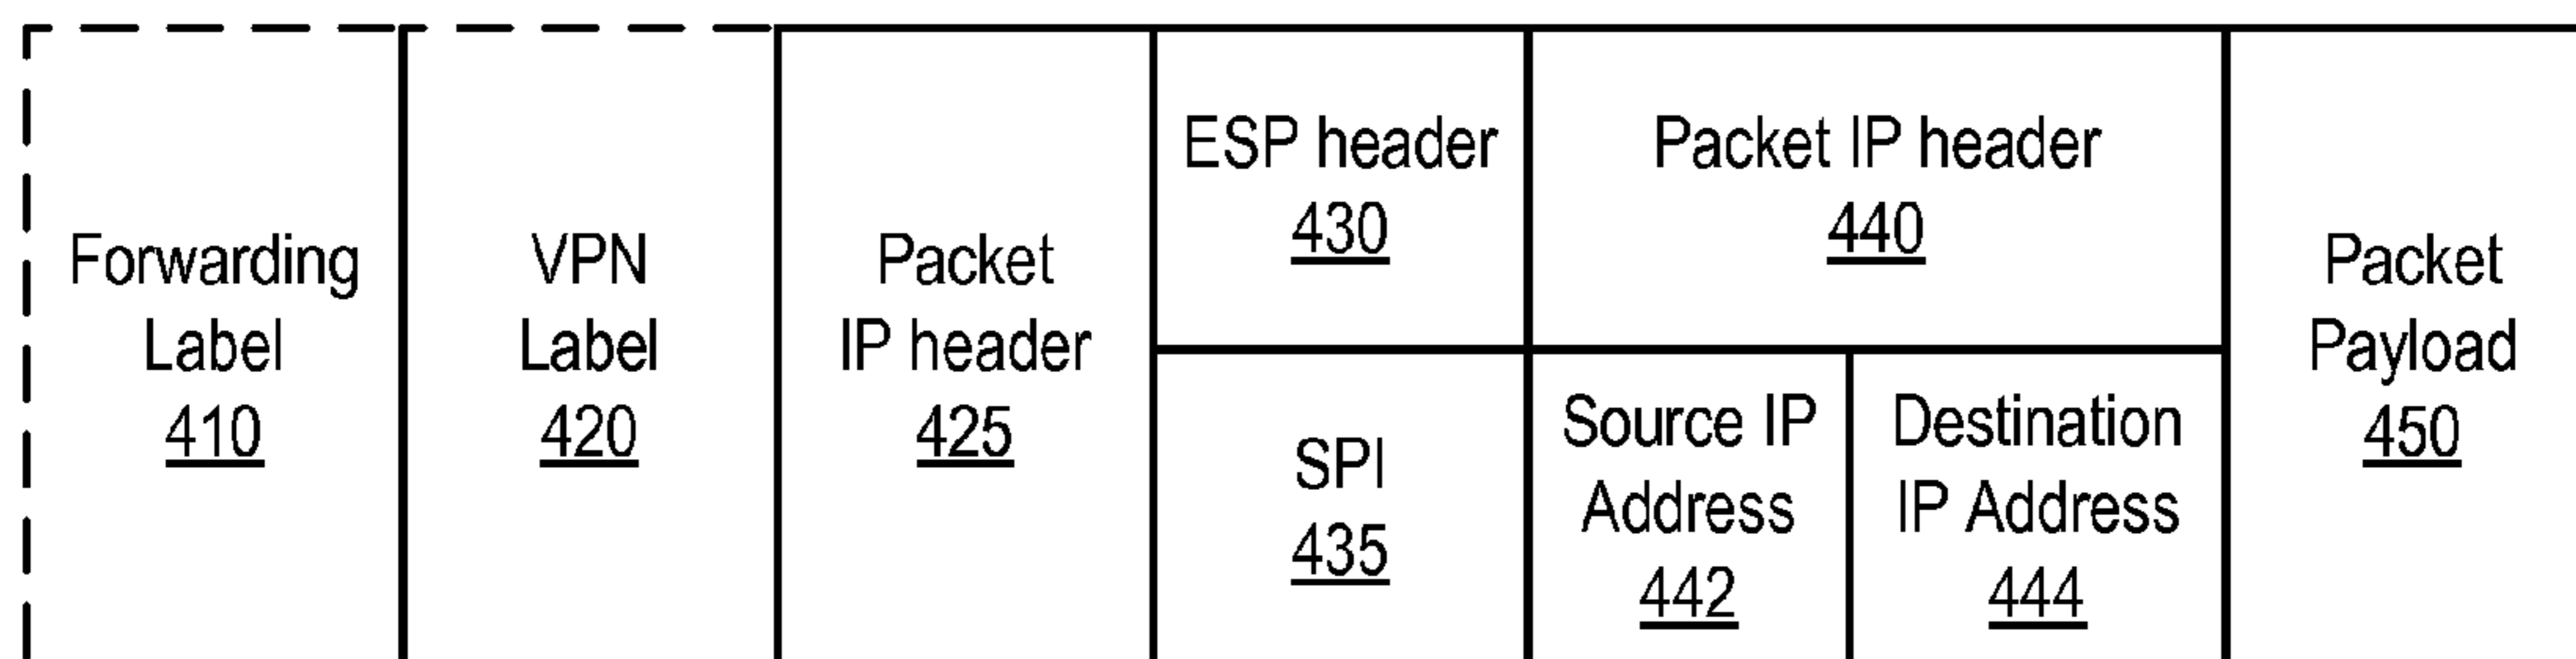 Forwarding
Label
410
VPN
Label
420
Packet
IP header
425
ESP header
430
SPI
435
Packet IP header
440
Source IP
Address
442
Destination
IP Address
444
Packet
Payload
450